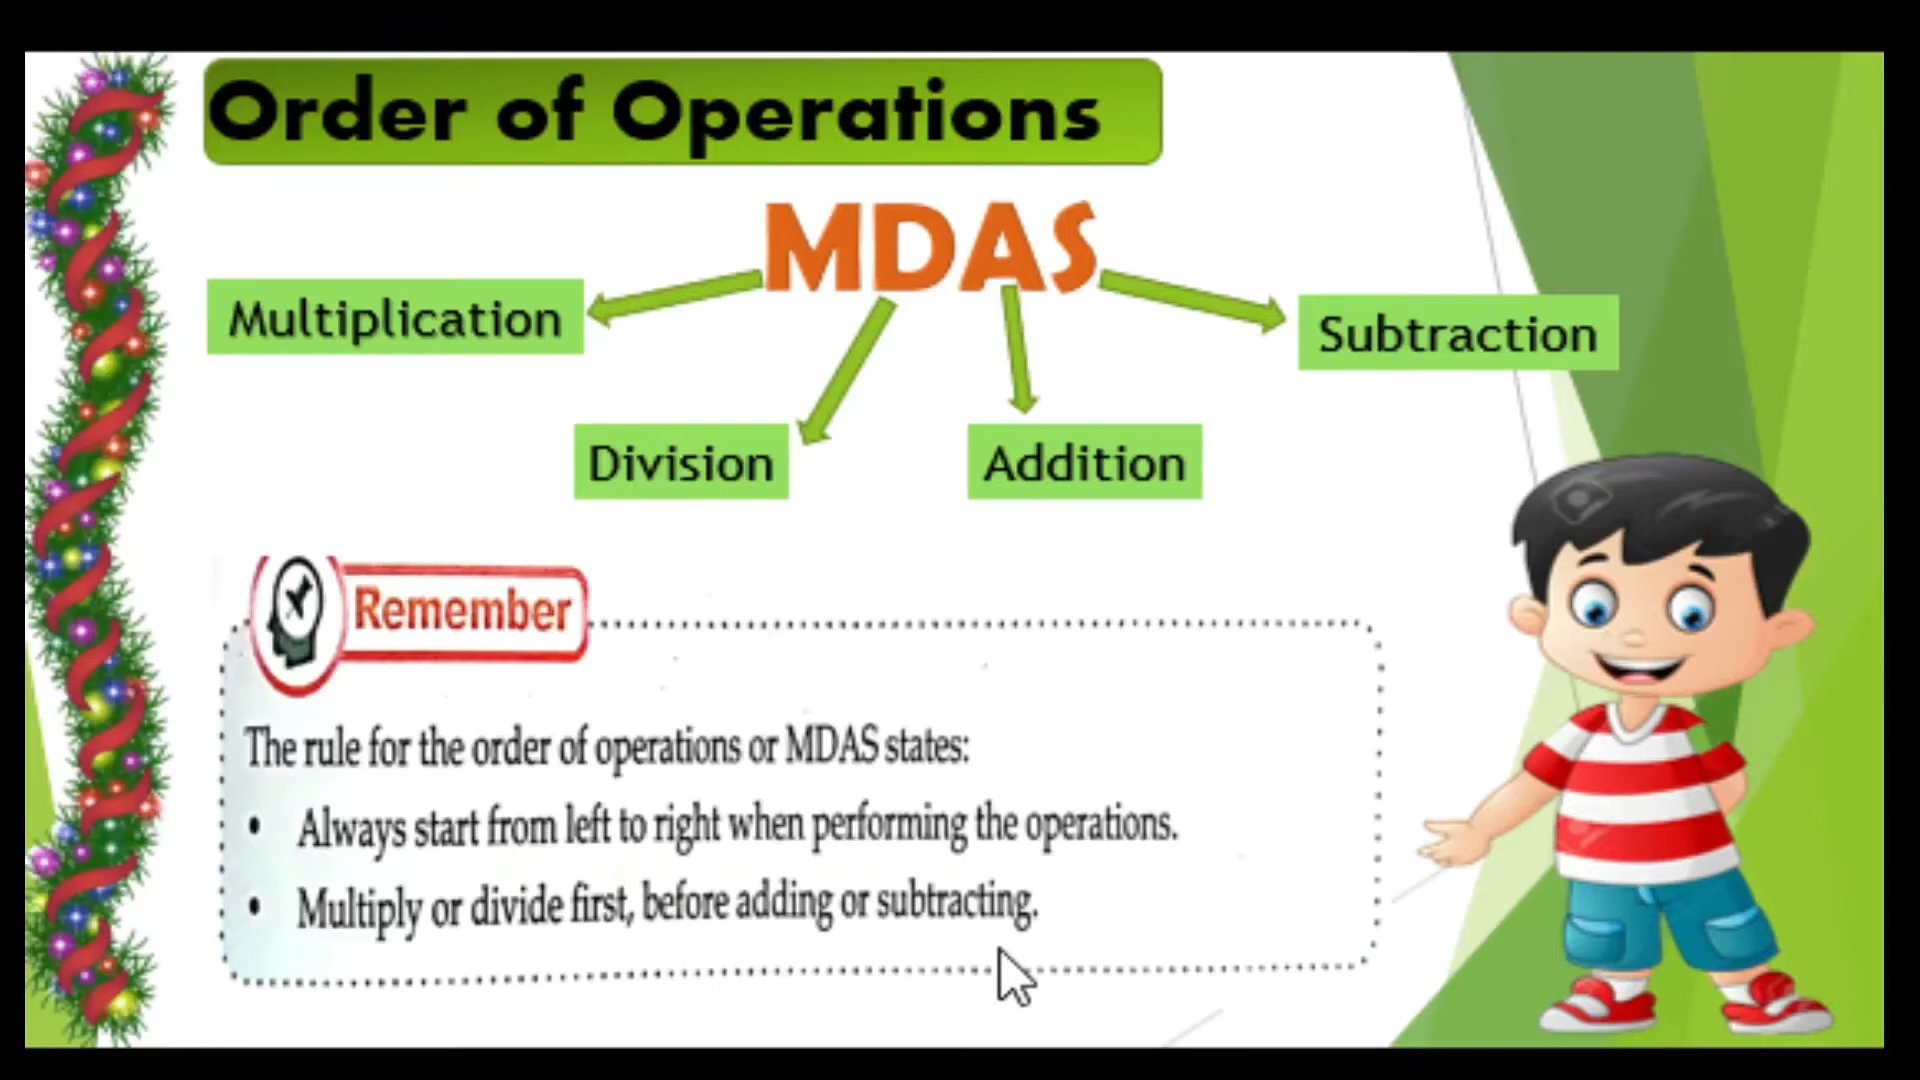 Order of Operations
MDAS
Multiplication
Subtraction
Division
Addition
Remember
The rule for the order of operations or MDAS states:
• Always start from left to right when performing the operations.
• Multiply or divide first, before adding or subtracting.